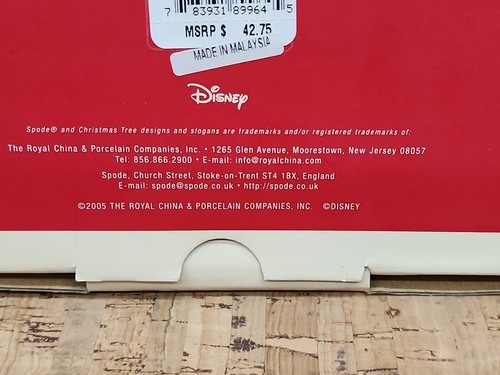 7 83931 89964 5
MSRP $ 42.75
MADE IN MALAYSIA
Disney
Spode® and Christmas Tree designs and slogans are trademarks and/or registered trademarks of:
The Royal China & Porcelain Companies, Inc. • 1265 Glen Avenue, Moorestown, New Jersey 08057
Tel: 856.866.2900 • E-mail: info@royalchina.com
Spode, Church Street, Stoke-on-Trent ST4 1BX, England
E-mail: spode@spode.co.uk • http://spode.co.uk
©2005 THE ROYAL CHINA & PORCELAIN COMPANIES, INC. ©DISNEY